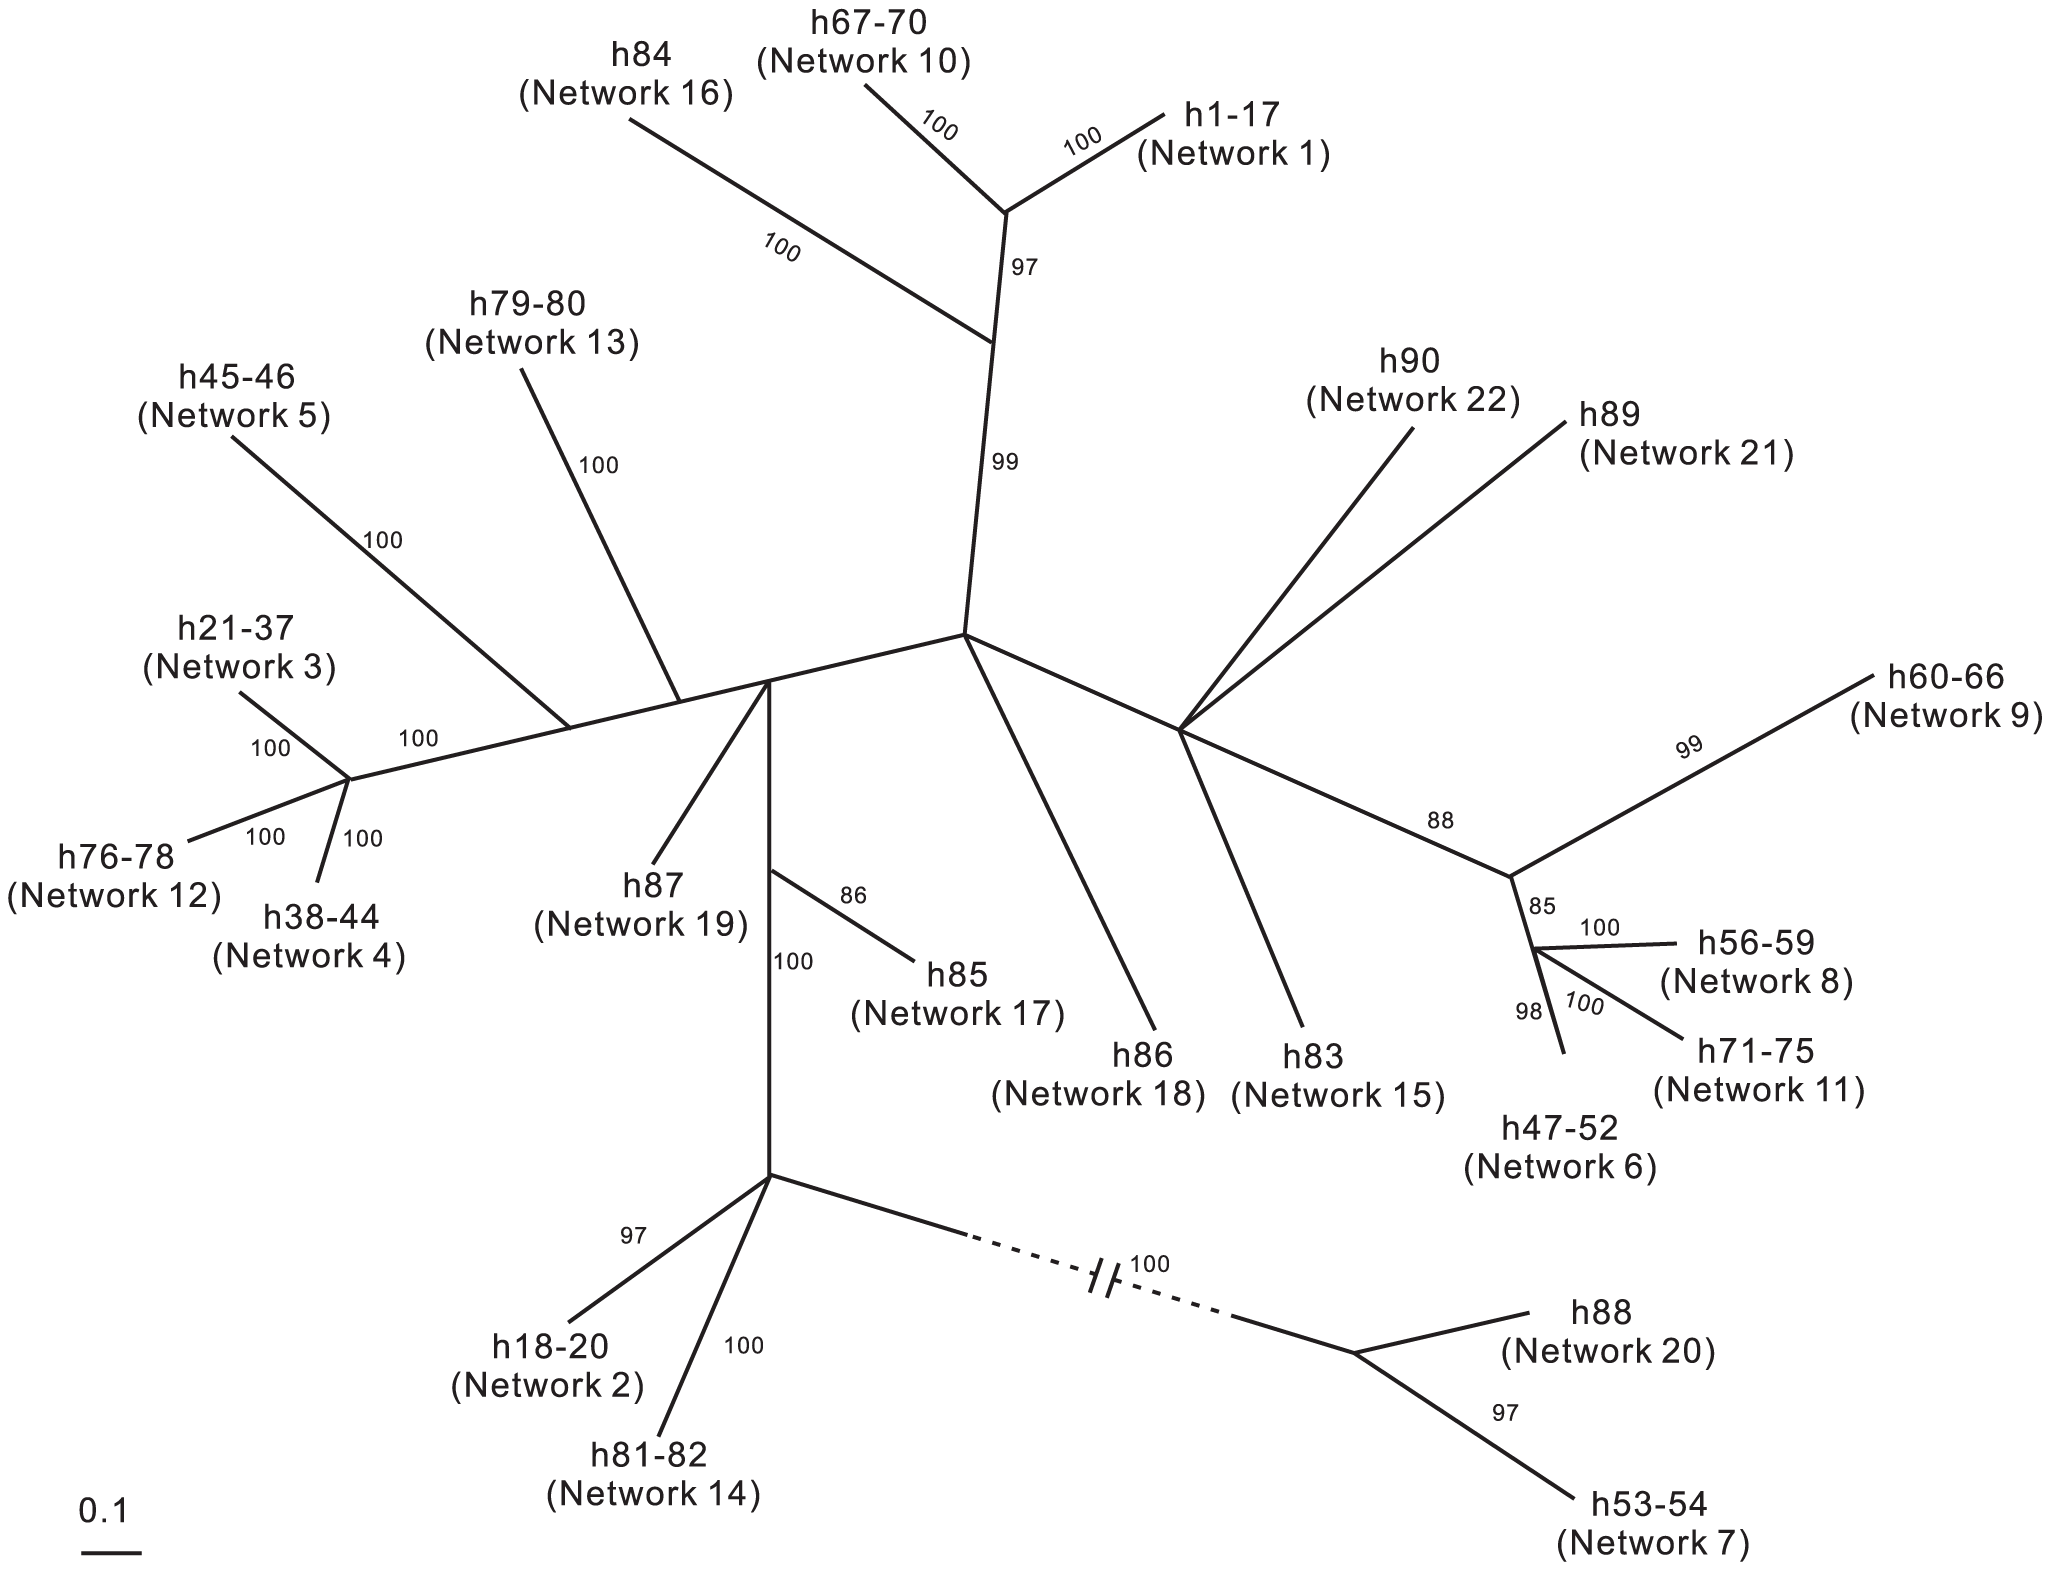 h67-70
(Network 10)
h84
(Network 16)
h1-17
(Network 1)
100
100
100
97
h79-80
(Network 13)
h45-46
(Network 5)
h90
(Network 22)
h89
(Network 21)
100
99
100
h21-37
(Network 3)
h60-66
(Network 9)
100
100
99
88
h76-78
(Network 12)
100
100
h38-44
(Network 4)
h87
(Network 19)
86
100
h85
(Network 17)
85
100
h56-59
(Network 8)
98
100
h71-75
(Network 11)
h86
(Network 18)
h83
(Network 15)
h47-52
(Network 6)
97
100
h18-20
(Network 2)
100
h88
(Network 20)
97
h81-82
(Network 14)
h53-54
(Network 7)
0.1